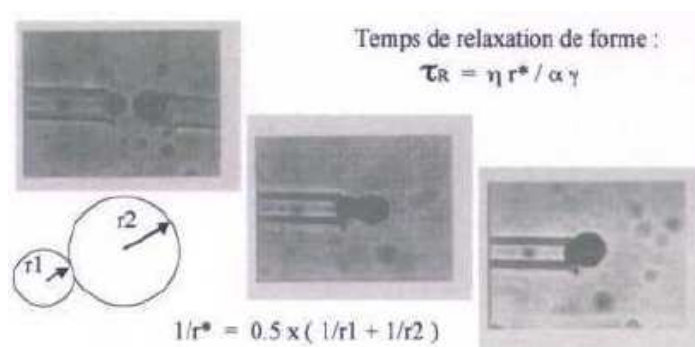 Temps de relaxation de forme :
τR = η r* / α γ
r2
r1
1/r* = 0.5 x ( 1/r1 + 1/r2 )